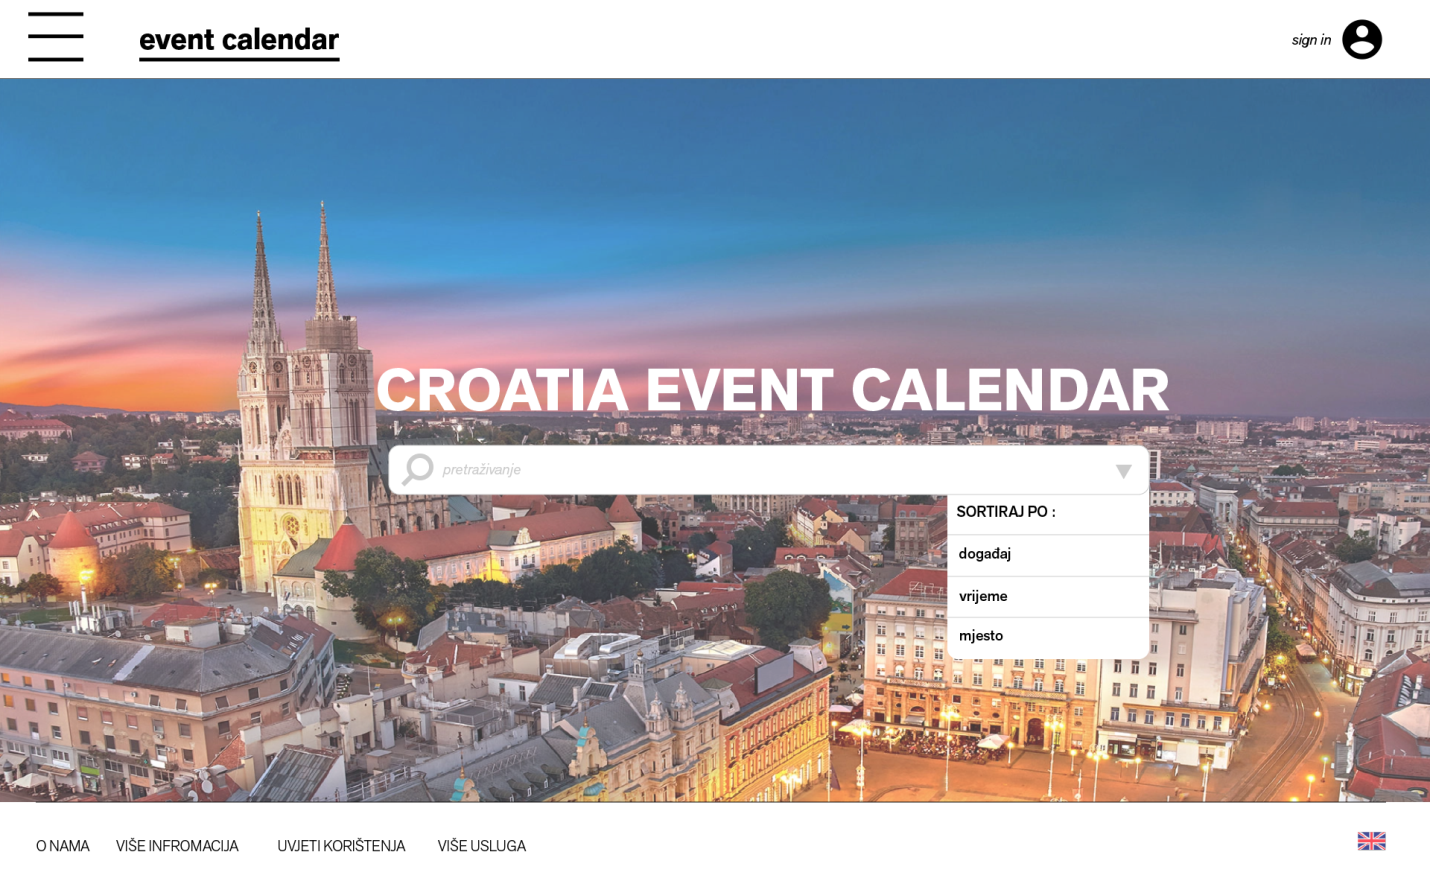 event calendar
sign in
CROATIA EVENT CALENDAR
pretraživanje
SORTIRAJ PO :
događaj
vrijeme
mjesto
O NAMA VIŠE INFROMACIJA UVJETI KORIŠTENJA VIŠE USLUGA